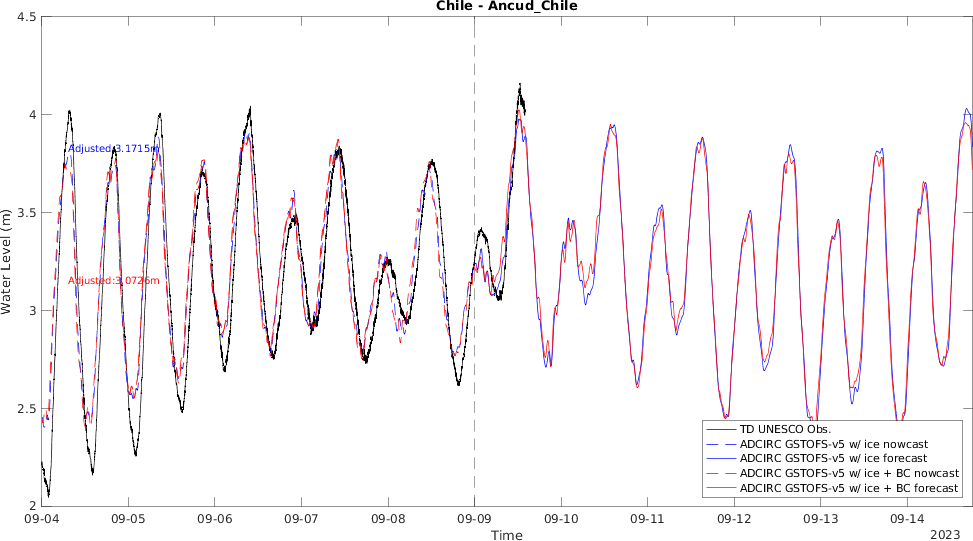 Chile - Ancud_Chile
Water Level (m)
4.5
4
3.5
3
2.5
2
Adjusted:3.1715m
Adjusted:3.0726m
TD UNESCO Obs.
ADCIRC GSTOFS-v5 w/ ice nowcast
ADCIRC GSTOFS-v5 w/ ice forecast
ADCIRC GSTOFS-v5 w/ ice + BC nowcast
ADCIRC GSTOFS-v5 w/ ice + BC forecast
09-04 09-05 09-06 09-07 09-08 09-09 09-10 09-11 09-12 09-13 09-14
Time
2023